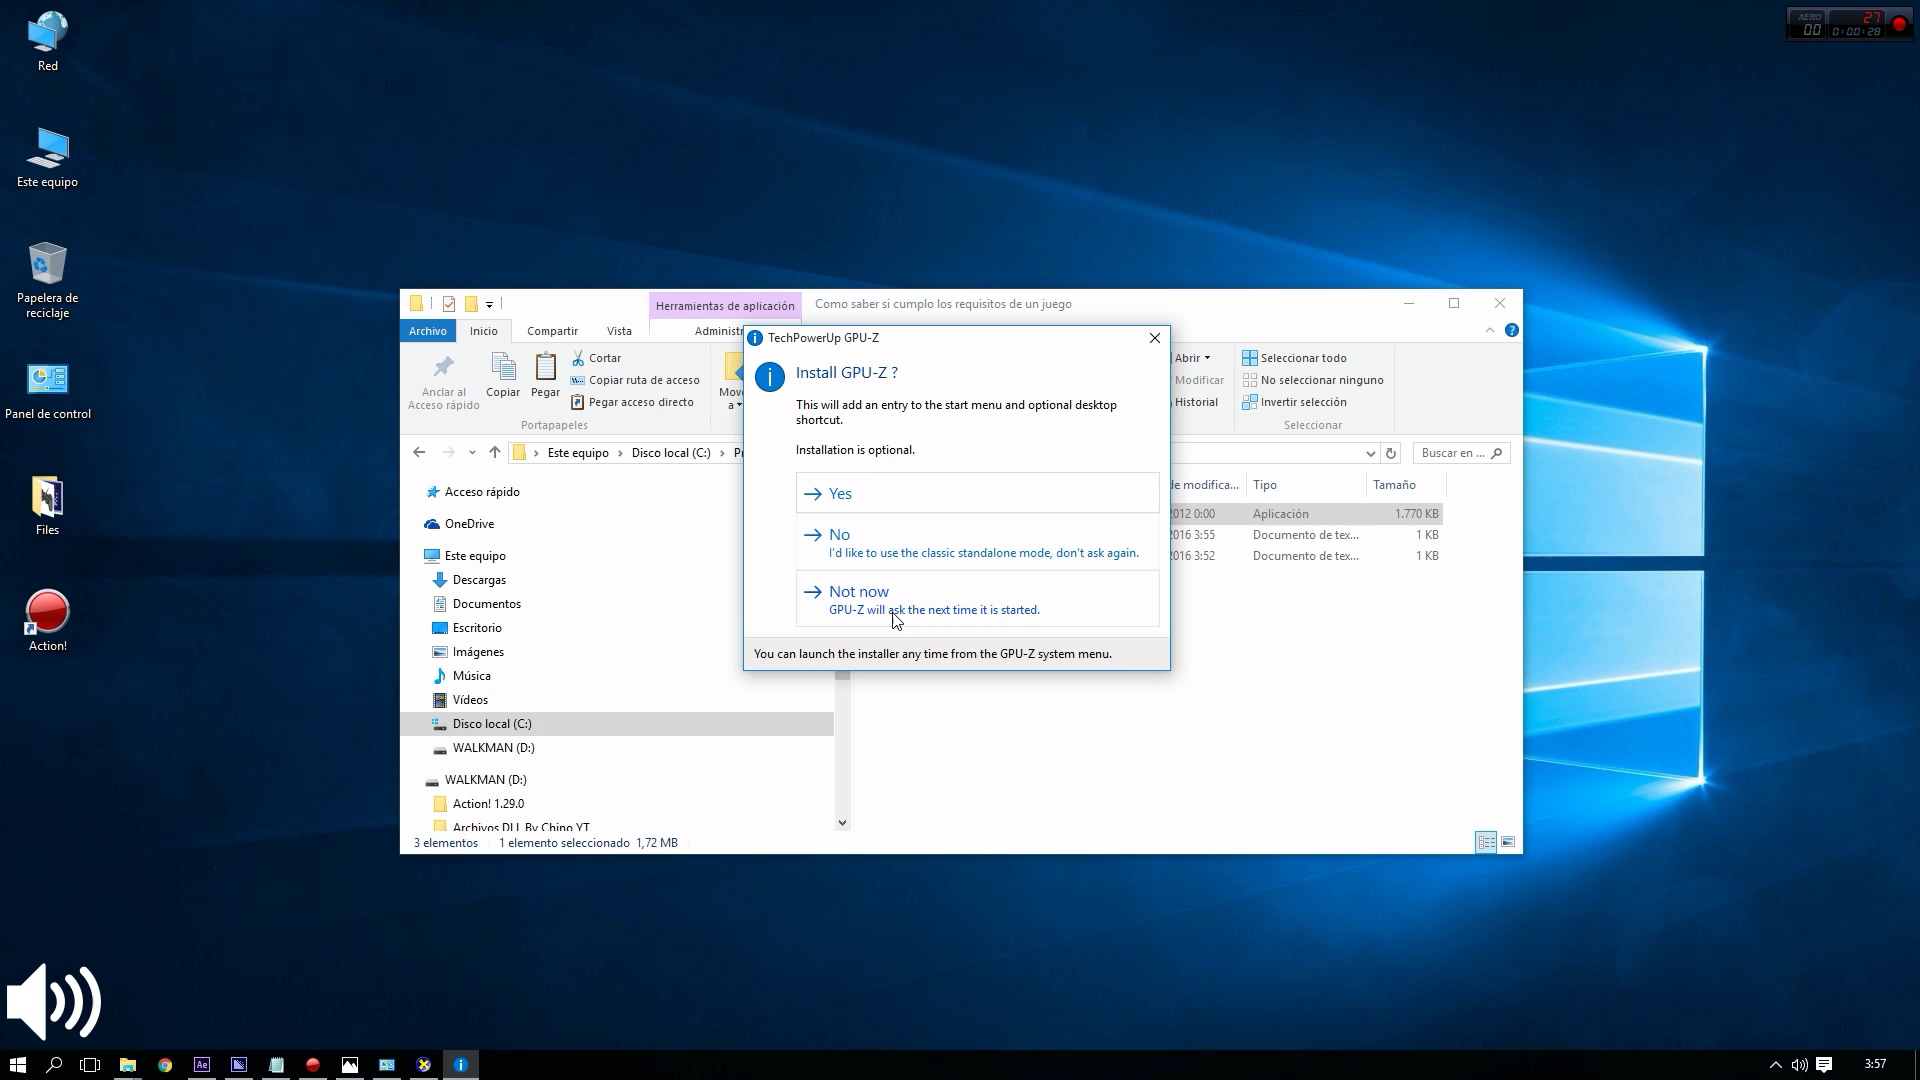 Red
Este equipo
Papelera de
reciclaje
Panel de control
Files
Action!
AERO
00
27
0:00:28
Herramientas de aplicación
Como saber si cumplo los requisitos de un juego
Archivo
Inicio
Compartir
Vista
Administr
Anclar al
Acceso rápido
Copiar
Pegar
Cortar
Copiar ruta de acceso
Pegar acceso directo
Portapapeles
Mov
a
Abrir
Modificar
Historial
Seleccionar todo
No seleccionar ninguno
Invertir selección
Seleccionar
Este equipo
Disco local (C:)
Buscar en ...
Acceso rápido
OneDrive
Este equipo
Descargas
Documentos
Escritorio
Imágenes
Música
Vídeos
Disco local (C:)
WALKMAN (D:)
WALKMAN (D:)
Action! 1.29.0
Archivos DLL By Chino YT
de modifica...
Tipo
Tamaño
2012 0:00
Aplicación
1.770 KB
2016 3:55
Documento de tex...
1 KB
2016 3:52
Documento de tex...
1 KB
3 elementos
1 elemento seleccionado 1,72 MB
TechPowerUp GPU-Z
Install GPU-Z ?
This will add an entry to the start menu and optional desktop
shortcut.
Installation is optional.
Yes
No
I'd like to use the classic standalone mode, don't ask again.
Not now
GPU-Z will ask the next time it is started.
You can launch the installer any time from the GPU-Z system menu.
Ae
3:57